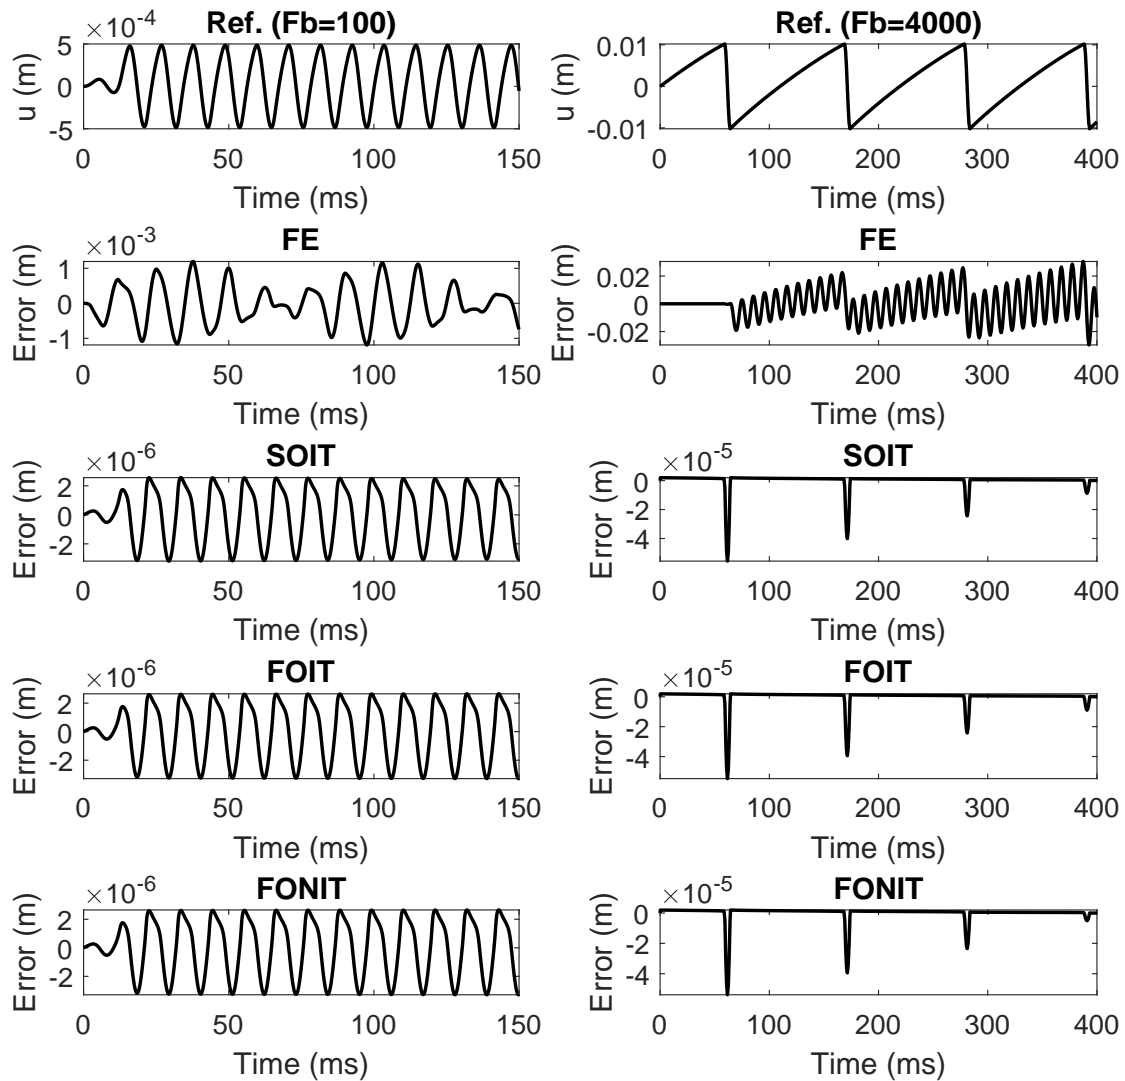 Ref. (Fb=100)
×10-4
u (m)
5
0
-5
0 50 100 150
Time (ms)
Ref. (Fb=4000)
u (m)
0.01
0
-0.01
0 100 200 300 400
Time (ms)
FE
×10-3
Error (m)
1
0
-1
0 50 100 150
Time (ms)
FE
Error (m)
0.02
0
-0.02
0 100 200 300 400
Time (ms)
SOIT
×10-6
Error (m)
2
0
-2
0 50 100 150
Time (ms)
SOIT
×10-5
Error (m)
0
-2
-4
0 100 200 300 400
Time (ms)
FOIT
×10-6
Error (m)
2
0
-2
0 50 100 150
Time (ms)
FOIT
×10-5
Error (m)
0
-2
-4
0 100 200 300 400
Time (ms)
FONIT
×10-6
Error (m)
2
0
-2
0 50 100 150
Time (ms)
FONIT
×10-5
Error (m)
0
-2
-4
0 100 200 300 400
Time (ms)